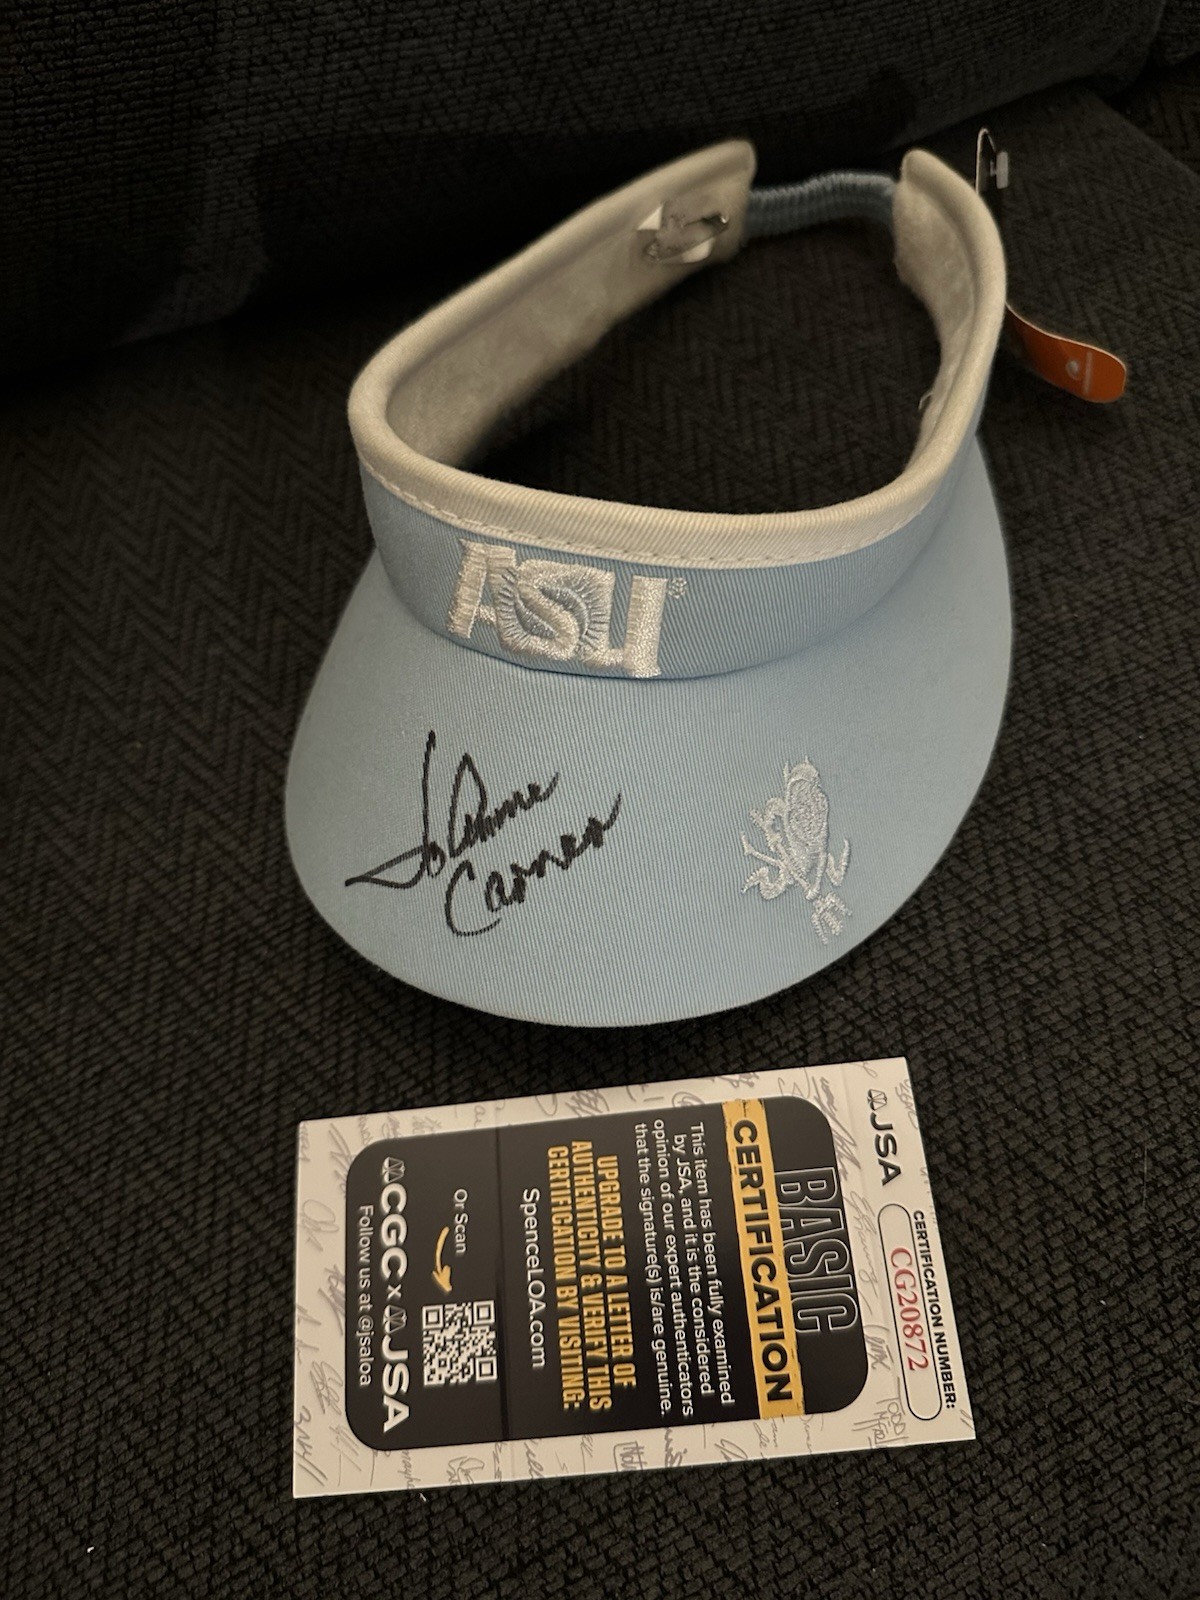 ASU®
JoAnne
Carner
JSA
CERTIFICATION NUMBER:
CG20872
BASIC
CERTIFICATION
This item has been fully examined
by JSA, and it is the considered
opinion of our expert authenticators
that the signature(s) is/are genuine.
UPGRADE TO A LETTER OF
AUTHENTICITY & VERIFY THIS
CERTIFICATION BY VISITING:
SpenceLOA.com
Or Scan
CGC x JSA
Follow us at @jsaloa